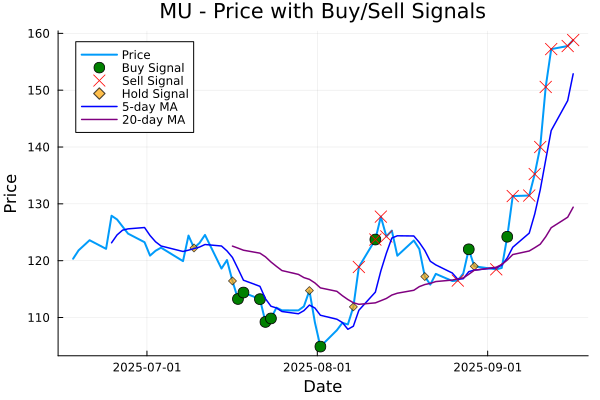 MU - Price with Buy/Sell Signals
160
150
140
130
120
110
Price
Price
Buy Signal
Sell Signal
Hold Signal
5-day MA
20-day MA
2025-07-01
2025-08-01
2025-09-01
Date